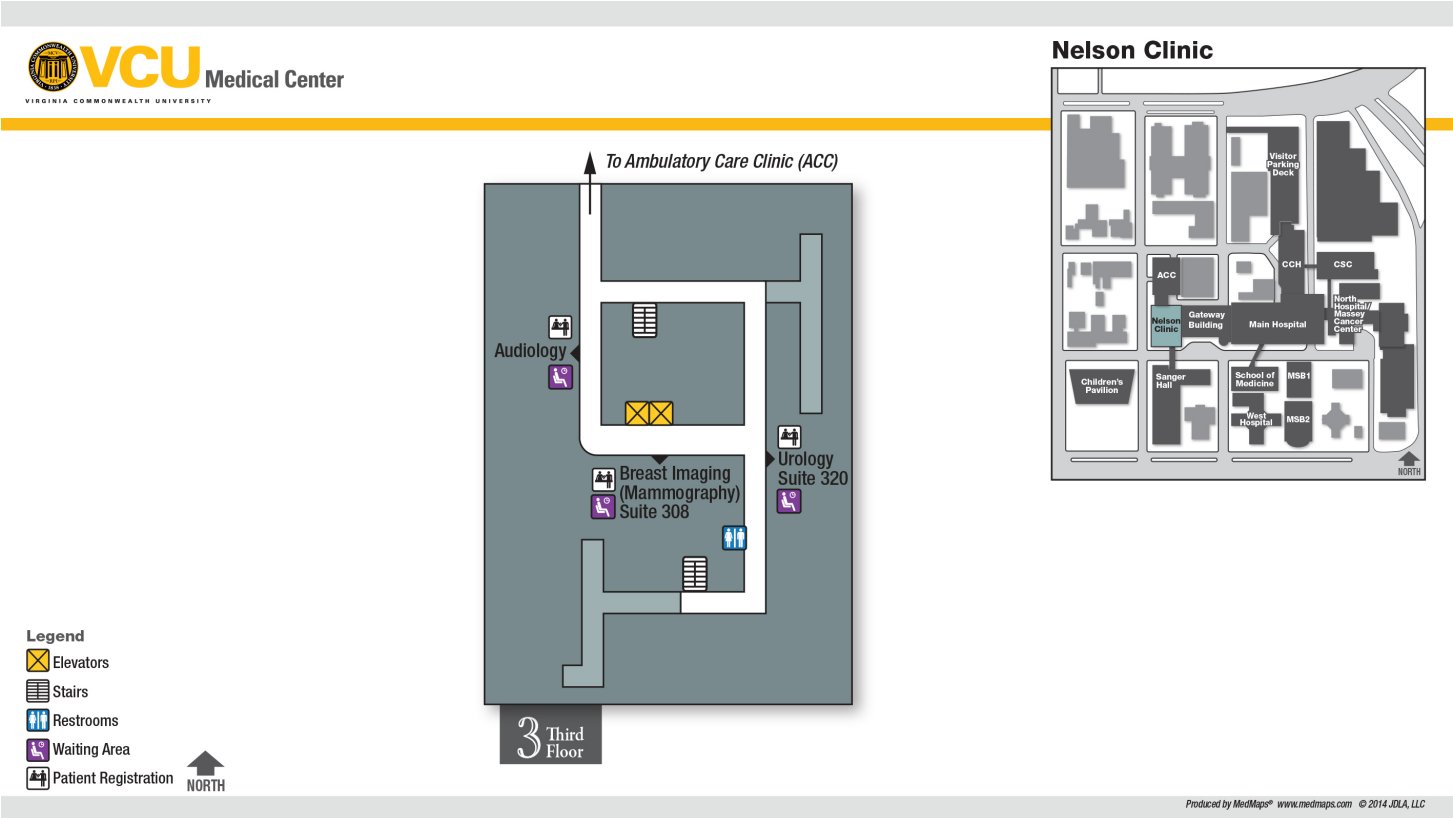 VCU Medical Center
VIRGINIA COMMONWEALTH UNIVERSITY
Nelson Clinic
To Ambulatory Care Clinic (ACC)
Audiology
Breast Imaging
(Mammography)
Suite 308
Urology
Suite 320
3 Third
Floor
Visitor
Parking
Deck
CCH
CSC
ACC
Nelson
Clinic
Gateway
Building
Main Hospital
North
Hospital/
Massey
Cancer
Center
Children's
Pavilion
Sanger
Hall
School of
Medicine
MSB1
West
Hospital
MSB2
NORTH
Legend
Elevators
Stairs
Restrooms
Waiting Area
Patient Registration
NORTH
Produced by MedMaps® www.medmaps.com © 2014 JDLA, LLC